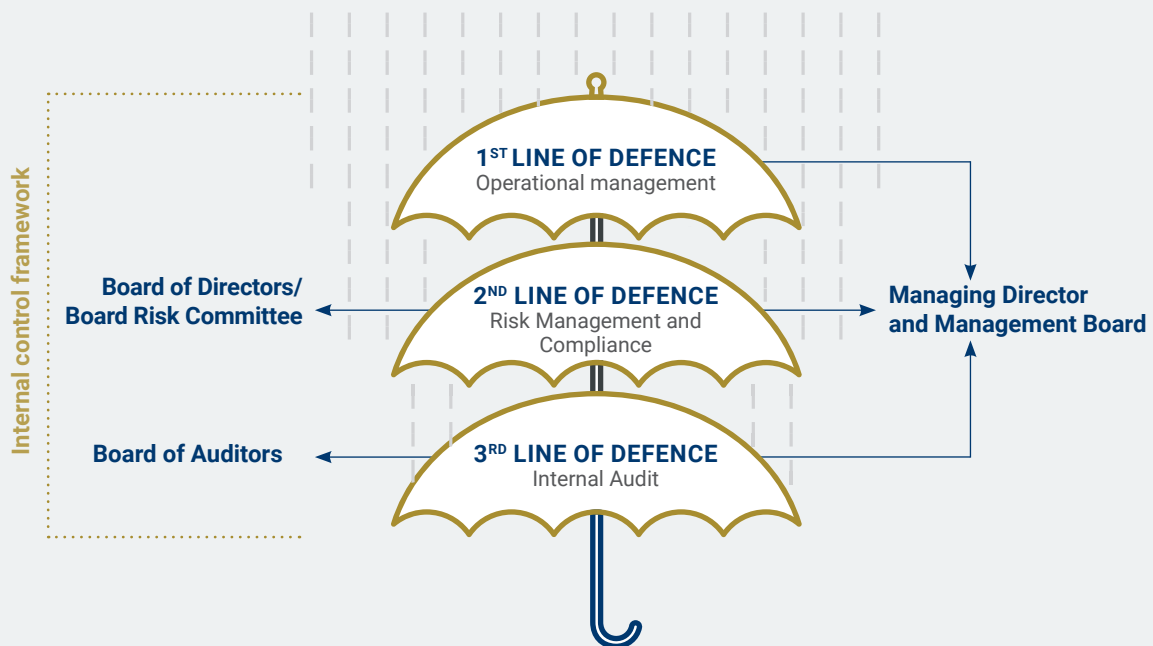 Internal control framework
1ST LINE OF DEFENCE
Operational management
Board of Directors/
Board Risk Committee
2ND LINE OF DEFENCE
Risk Management and
Compliance
Managing Director
and Management Board
Board of Auditors
3RD LINE OF DEFENCE
Internal Audit